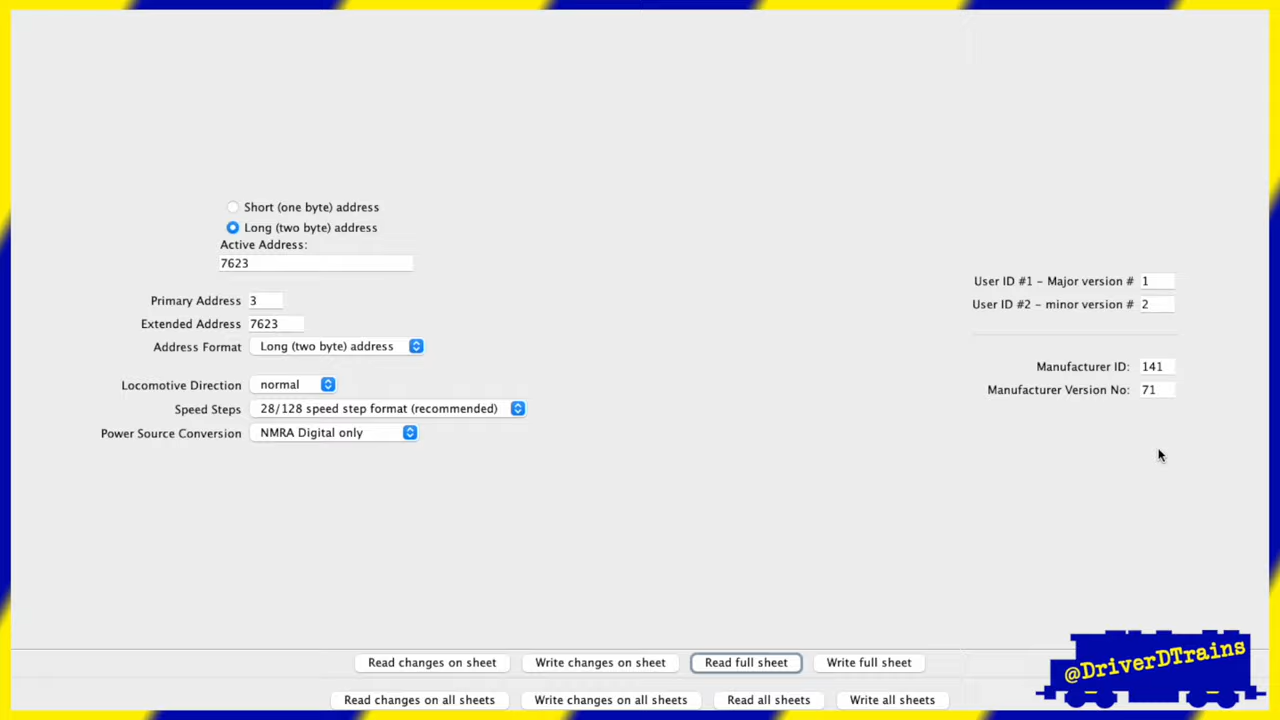 Short (one byte) address
Long (two byte) address
Active Address:
7623
Primary Address 3
Extended Address 7623
Address Format Long (two byte) address
Locomotive Direction normal
Speed Steps 28/128 speed step format (recommended)
Power Source Conversion NMRA Digital only
User ID #1 - Major version # 1
User ID #2 - minor version # 2
Manufacturer ID: 141
Manufacturer Version No: 71
Read changes on sheet Write changes on sheet Read full sheet Write full sheet
Read changes on all sheets Write changes on all sheets Read all sheets Write all sheets
@DriverDTrains